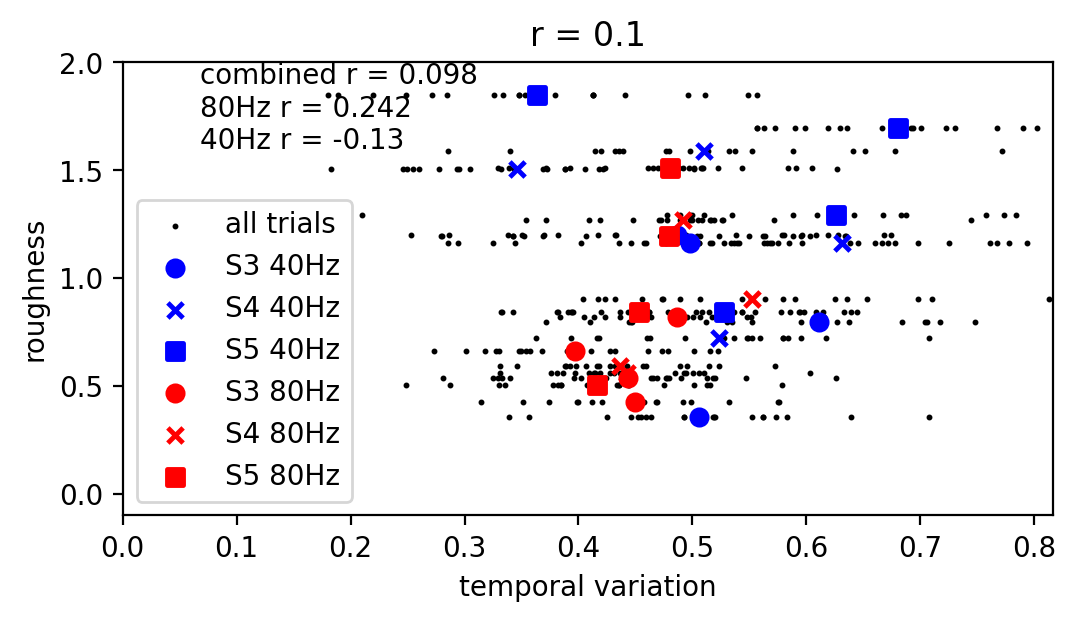 r = 0.1
combined r = 0.098
80Hz r = 0.242
40Hz r = -0.13
all trials
S3 40Hz
S4 40Hz
S5 40Hz
S3 80Hz
S4 80Hz
S5 80Hz
roughness
2.0
1.5
1.0
0.5
0.0
0.0 0.1 0.2 0.3 0.4 0.5 0.6 0.7 0.8
temporal variation